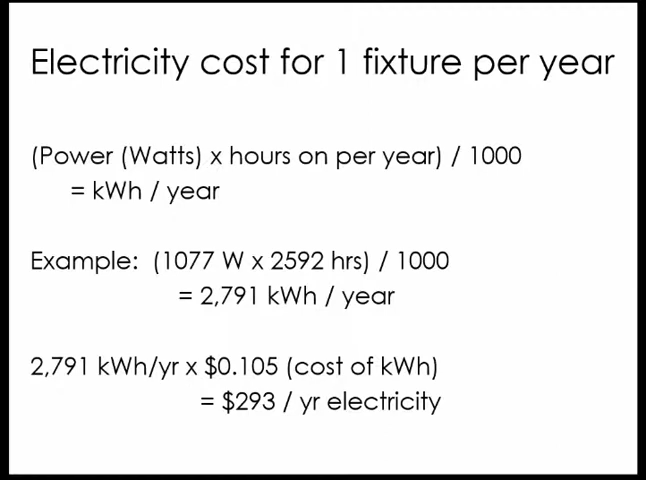 Electricity cost for 1 fixture per year
(Power (Watts) x hours on per year) / 1000
= kWh / year
Example: (1077 W x 2592 hrs) / 1000
= 2,791 kWh / year
2,791 kWh/yr x $0.105 (cost of kWh)
= $293 / yr electricity